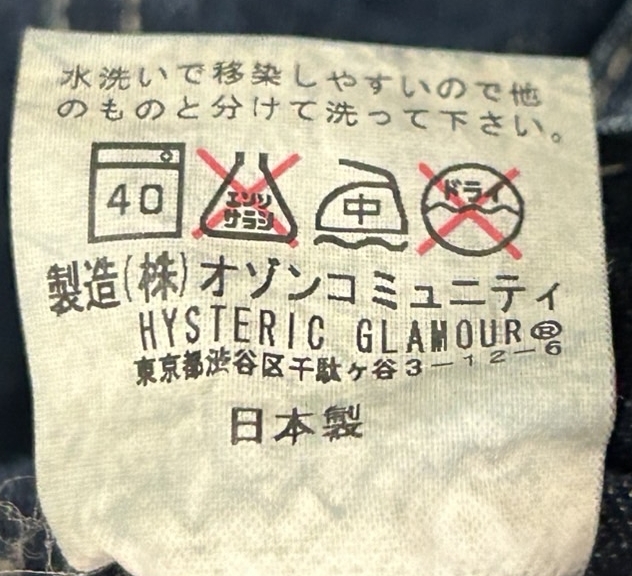 水洗いで移染しやすいので他
のものと分けて洗って下さい。
40 エンソサラシ 中 ドライ
製造(株)オゾンコミュニティ
HYSTERIC GLAMOUR®
東京都渋谷区千駄ヶ谷3-12-6
日本製